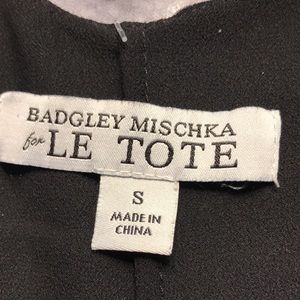 BADGLEY MISCHKA
for LE TOTE
S
MADE IN
CHINA